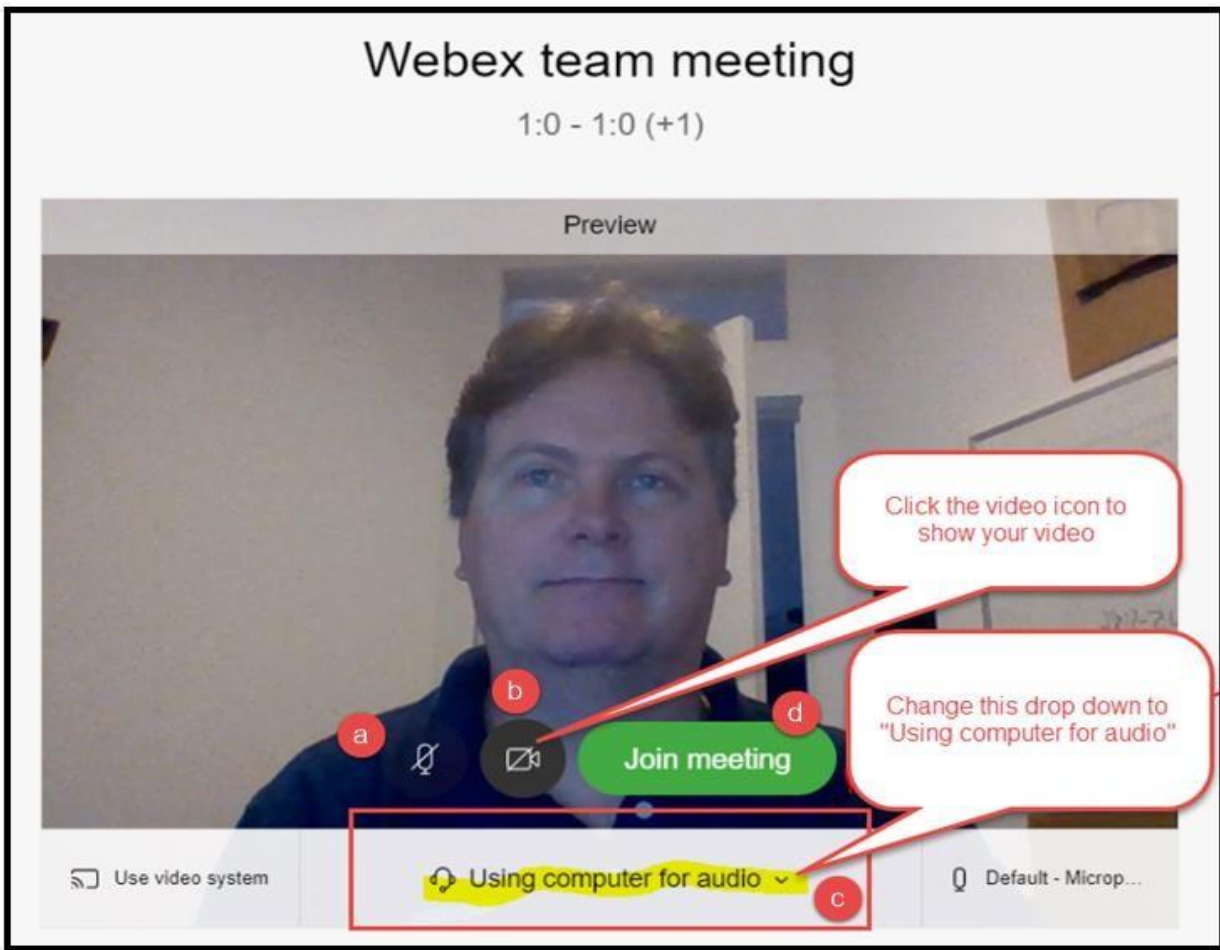 Webex team meeting
1:0 - 1:0 (+1)
Preview
Click the video icon to
show your video
Change this drop down to
"Using computer for audio"
a
b
d
Join meeting
Use video system
Using computer for audio
c
Default - Microp...